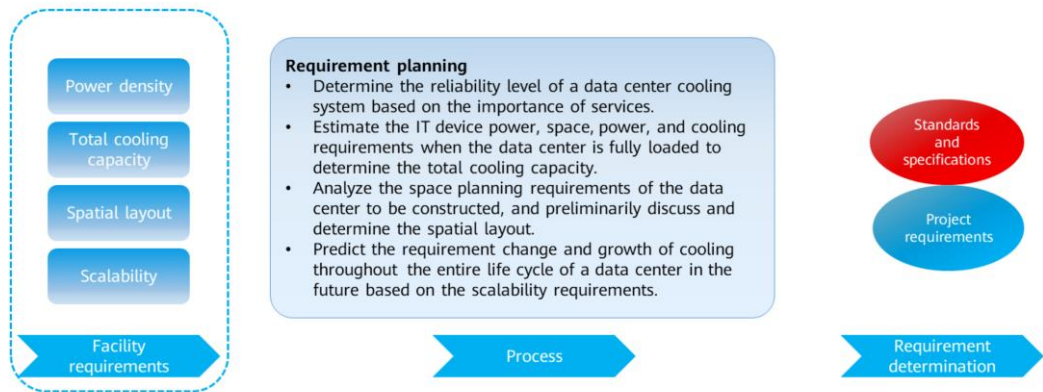 Power density
Total cooling
capacity
Spatial layout
Scalability
Facility
requirements
Requirement planning
• Determine the reliability level of a data center cooling
system based on the importance of services.
• Estimate the IT device power, space, power, and cooling
requirements when the data center is fully loaded to
determine the total cooling capacity.
• Analyze the space planning requirements of the data
center to be constructed, and preliminarily discuss and
determine the spatial layout.
• Predict the requirement change and growth of cooling
throughout the entire life cycle of a data center in the
future based on the scalability requirements.
Process
Standards
and
specifications
Project
requirements
Requirement
determination